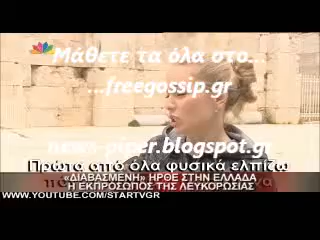 Μάθετε τα όλα στο...
...freegossip.gr
news-piper.blogspot.gr
Πρώτα από όλα φυσικά ελπίζω
«ΔΙΑΒΑΣΜΕΝΗ» ΗΡΘΕ ΣΤΗΝ ΕΛΛΑΔΑ
Η ΕΚΠΡΟΣΩΠΟΣ ΤΗΣ ΛΕΥΚΟΡΩΣΙΑΣ
WWW.YOUTUBE.COM/STARTVGR